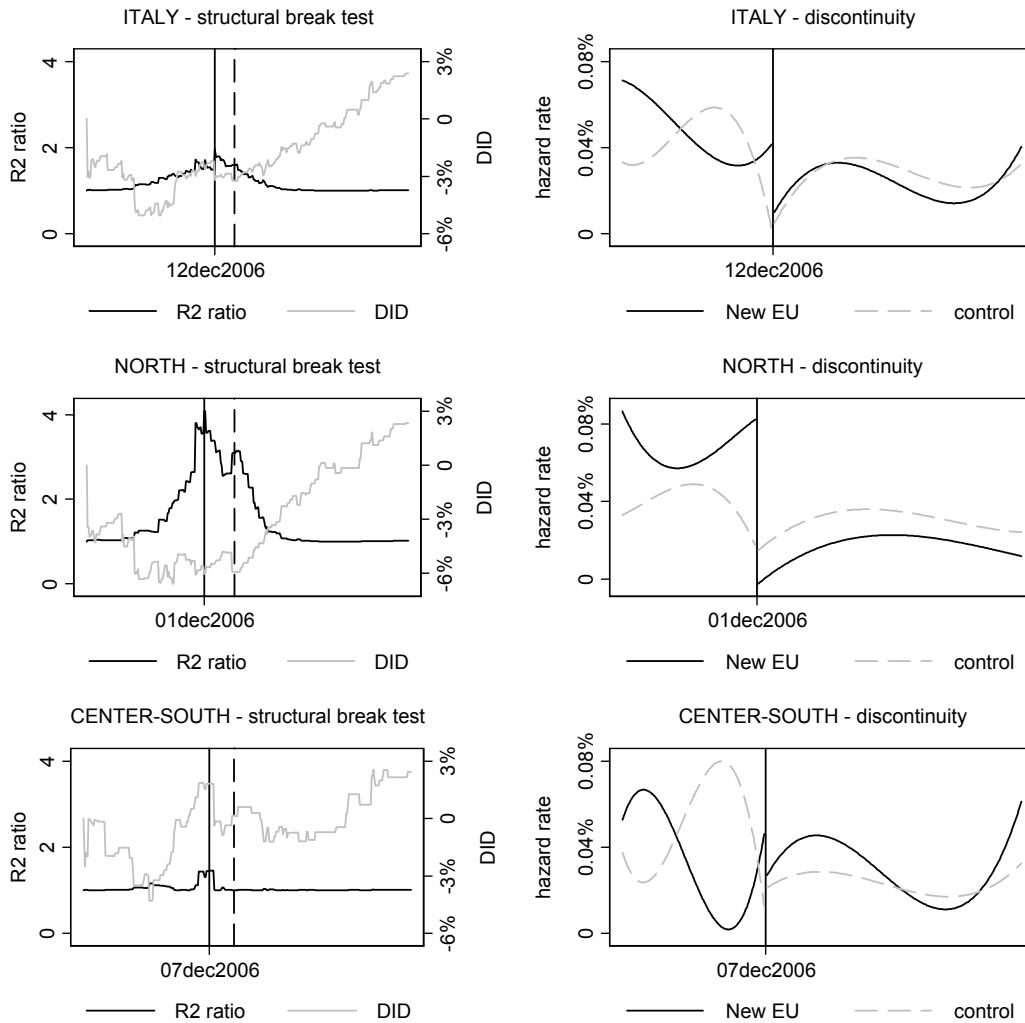 ITALY - structural break test
R2 ratio
0 2 4
-6% -3% 0 3%
DID
12dec2006
R2 ratio DID
ITALY - discontinuity
hazard rate
0 0.04% 0.08%
12dec2006
New EU control
NORTH - structural break test
R2 ratio
0 2 4
-6% -3% 0 3%
DID
01dec2006
R2 ratio DID
NORTH - discontinuity
hazard rate
0 0.04% 0.08%
01dec2006
New EU control
CENTER-SOUTH - structural break test
R2 ratio
0 2 4
-6% -3% 0 3%
DID
07dec2006
R2 ratio DID
CENTER-SOUTH - discontinuity
hazard rate
0 0.04% 0.08%
07dec2006
New EU control